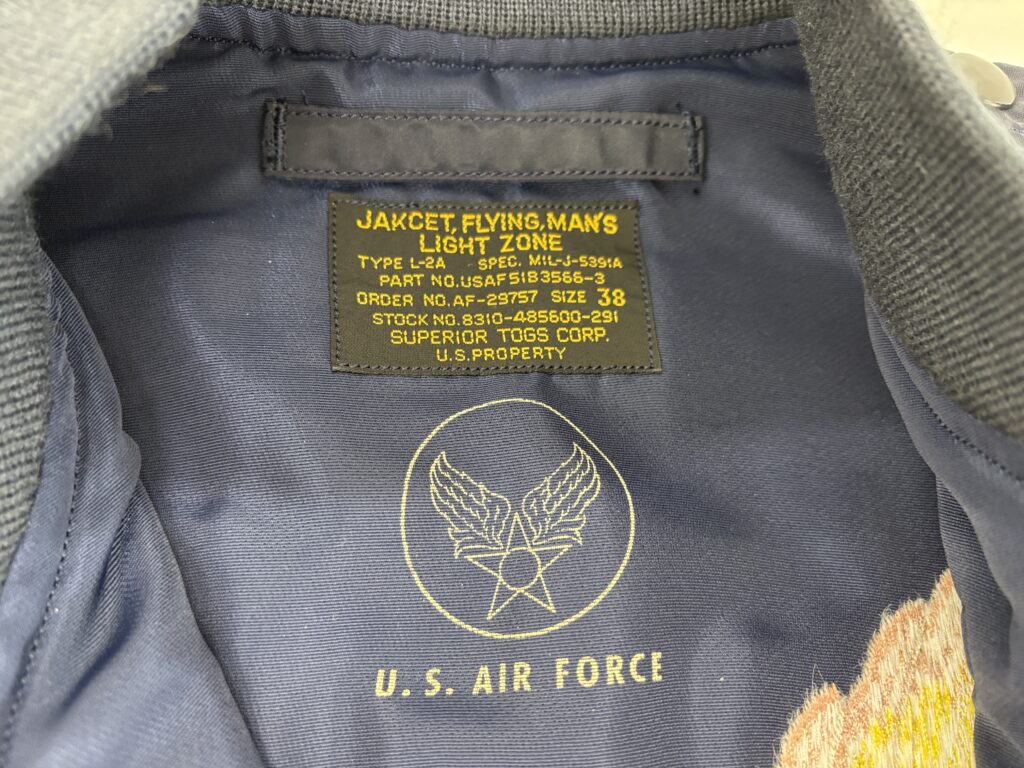 JAKCET, FLYING, MAN'S
LIGHT ZONE
TYPE L-2A SPEC. MIL-J-5391A
PART NO. USAF51B3566-3
ORDER NO. AF-29757 SIZE 38
STOCK NO. 8310-485600-291
SUPERIOR TOGS CORP.
U.S. PROPERTY
U. S. AIR FORCE